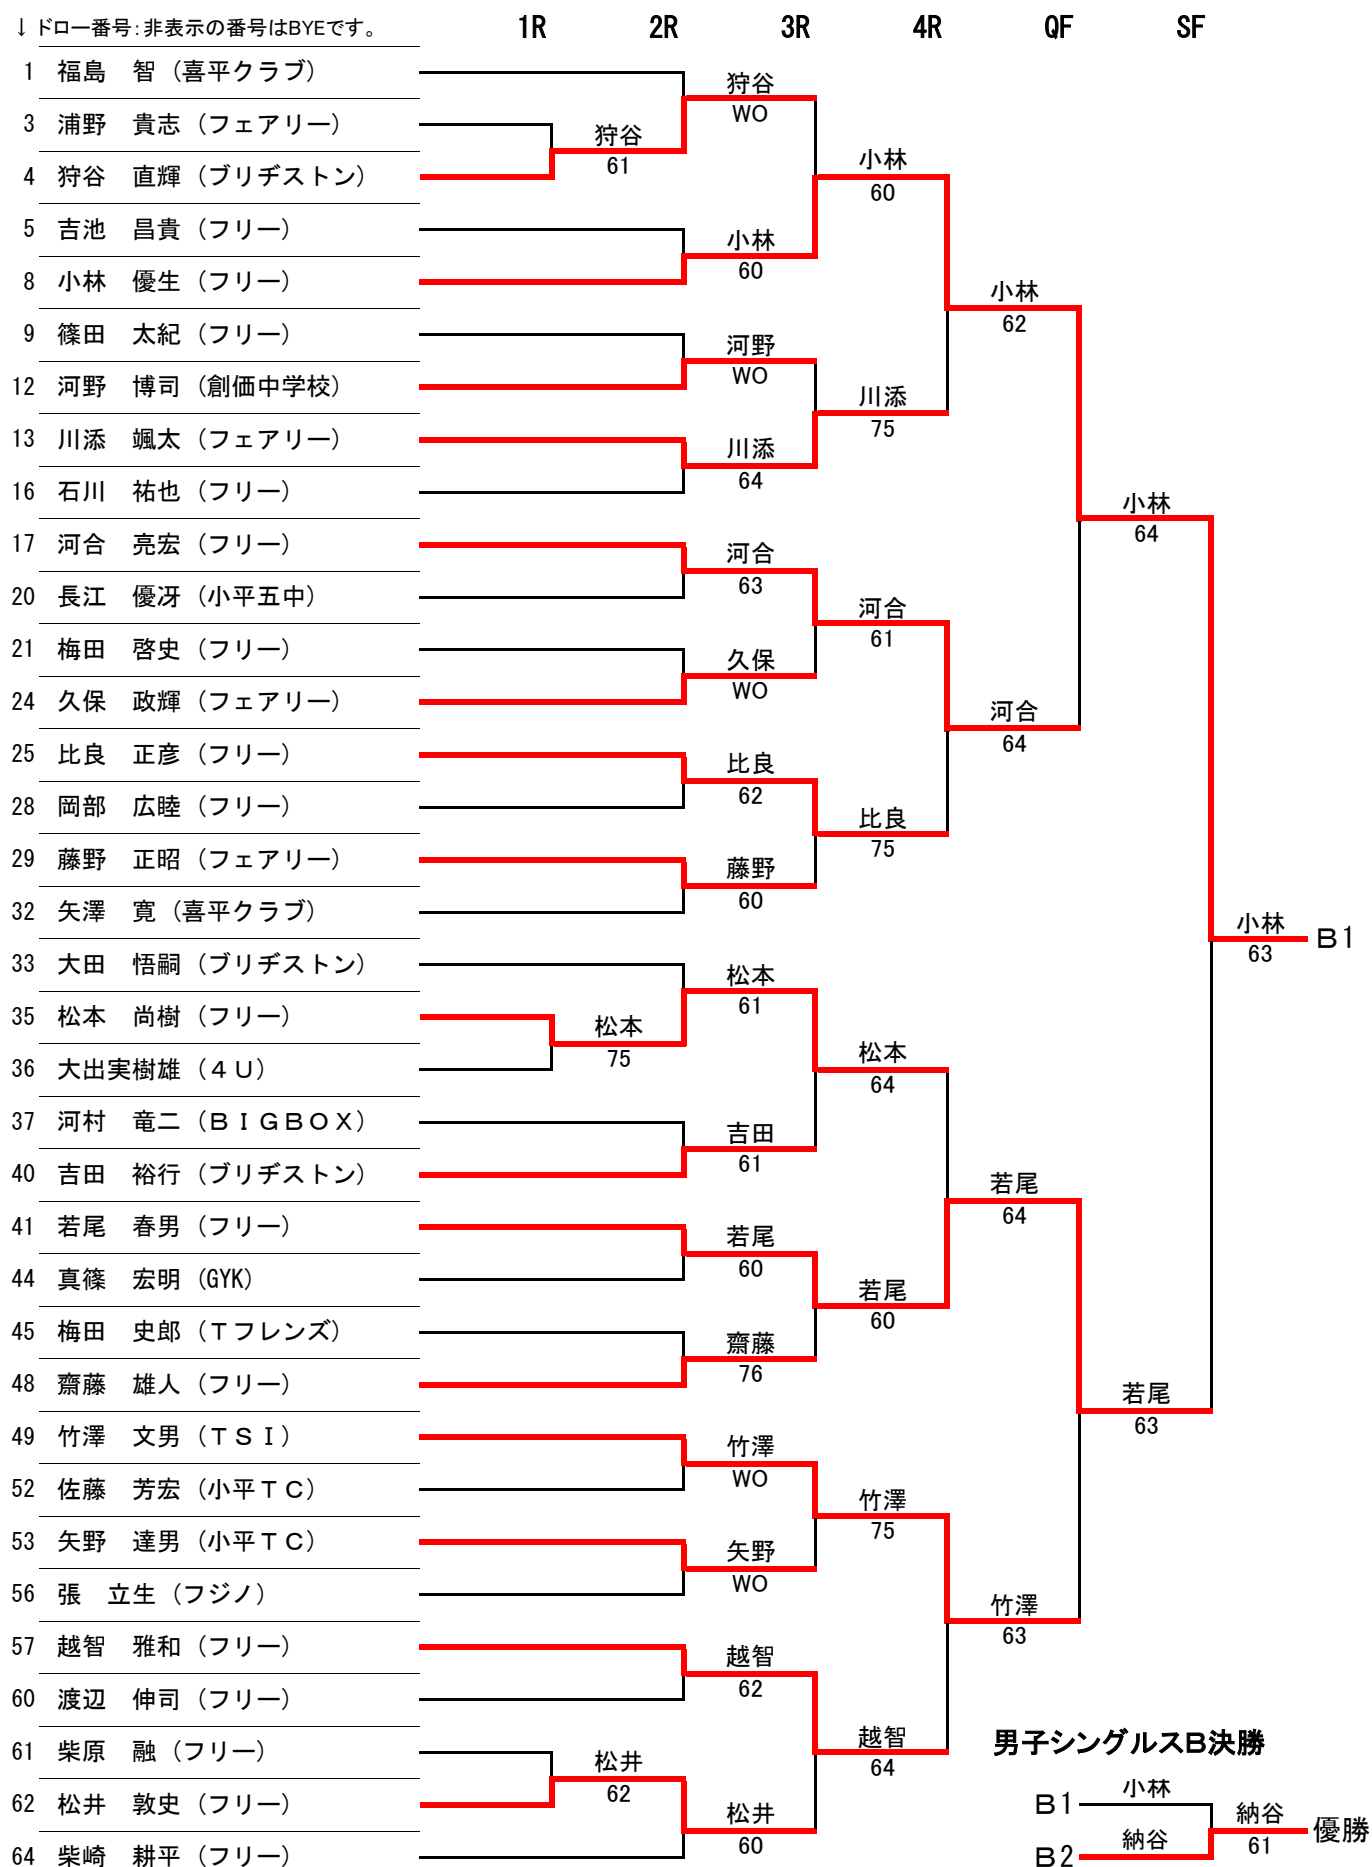 ↓ドロー番号：非表示の番号はBYEです。 1R 2R 3R 4R QF SF
1 福島　智（喜平クラブ）
狩谷
WO
3 浦野　貴志（フェアリー）
狩谷
61
4 狩谷　直輝（ブリヂストン）
小林
60
5 吉池　昌貴（フリー）
小林
60
8 小林　優生（フリー）
小林
62
9 篠田　太紀（フリー）
河野
WO
12 河野　博司（創価中学校）
川添
75
13 川添　颯太（フェアリー）
川添
64
16 石川　祐也（フリー）
小林
64
17 河合　亮宏（フリー）
河合
63
20 長江　優冴（小平五中）
河合
61
21 梅田　啓史（フリー）
久保
WO
24 久保　政輝（フェアリー）
河合
64
25 比良　正彦（フリー）
比良
62
28 岡部　広睦（フリー）
比良
75
29 藤野　正昭（フェアリー）
藤野
60
32 矢澤　寛（喜平クラブ）
小林
63
B1
33 大田　悟嗣（ブリヂストン）
松本
61
35 松本　尚樹（フリー）
松本
75
36 大出実樹雄（４Ｕ）
松本
64
37 河村　竜二（ＢＩＧＢＯＸ）
吉田
61
40 吉田　裕行（ブリヂストン）
若尾
64
41 若尾　春男（フリー）
若尾
60
44 真篠　宏明（GYK）
若尾
60
45 梅田　史郎（Ｔフレンズ）
齋藤
76
48 齋藤　雄人（フリー）
若尾
63
49 竹澤　文男（ＴＳＩ）
竹澤
WO
52 佐藤　芳宏（小平ＴＣ）
竹澤
75
53 矢野　達男（小平ＴＣ）
矢野
WO
56 張　立生（フジノ）
竹澤
63
57 越智　雅和（フリー）
越智
62
60 渡辺　伸司（フリー）
越智
64
61 柴原　融（フリー）
松井
62
62 松井　敦史（フリー）
松井
60
64 柴崎　耕平（フリー）
男子シングルスB決勝
B1 小林
納谷
61
優勝
B2 納谷